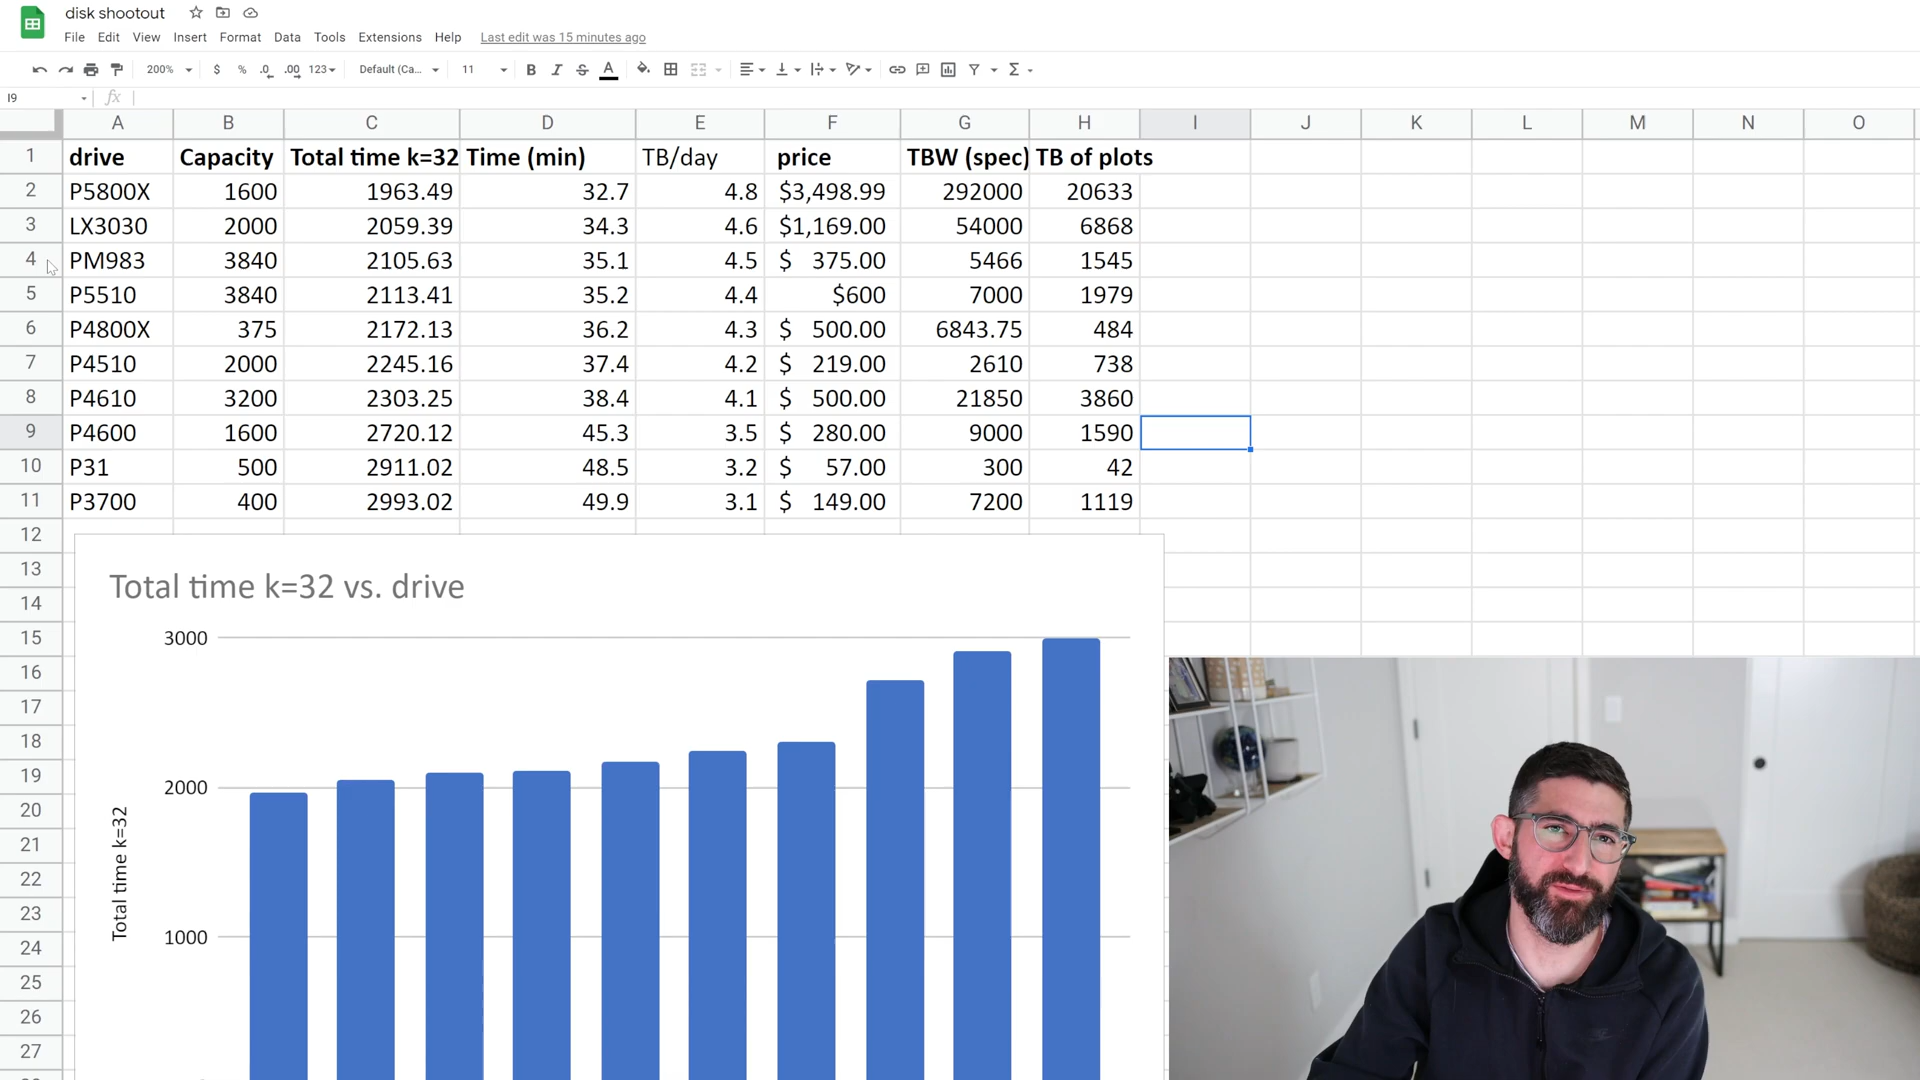 disk shootout
File Edit View Insert Format Data Tools Extensions Help Last edit was 15 minutes ago
200% $ % .0 .00 123 Default (Ca... 11 B I S A
I9 fx
A B C D E F G H I J K L M N O
1 drive Capacity Total time k=32 Time (min) TB/day price TBW (spec) TB of plots
2 P5800X 1600 1963.49 32.7 4.8 $3,498.99 292000 20633
3 LX3030 2000 2059.39 34.3 4.6 $1,169.00 54000 6868
4 PM983 3840 2105.63 35.1 4.5 $ 375.00 5466 1545
5 P5510 3840 2113.41 35.2 4.4 $600 7000 1979
6 P4800X 375 2172.13 36.2 4.3 $ 500.00 6843.75 484
7 P4510 2000 2245.16 37.4 4.2 $ 219.00 2610 738
8 P4610 3200 2303.25 38.4 4.1 $ 500.00 21850 3860
9 P4600 1600 2720.12 45.3 3.5 $ 280.00 9000 1590
10 P31 500 2911.02 48.5 3.2 $ 57.00 300 42
11 P3700 400 2993.02 49.9 3.1 $ 149.00 7200 1119
12
13
14
15
16
17
18
19
20
21
22
23
24
25
26
27
Total time k=32 vs. drive
3000
2000
1000
Total time k=32